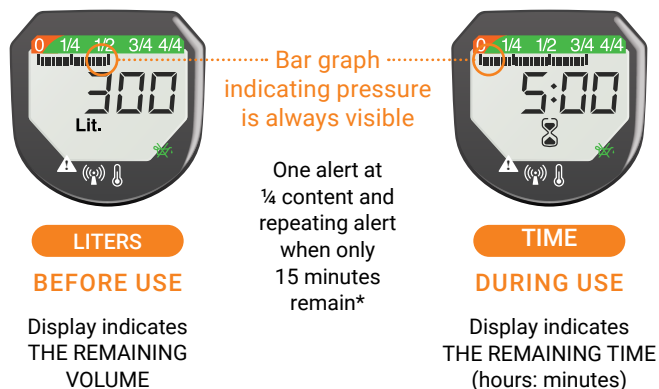 0 1/4 1/2 3/4 4/4
300
Lit.
LITERS
BEFORE USE
Display indicates
THE REMAINING
VOLUME
Bar graph
indicating pressure
is always visible
One alert at
¼ content and
repeating alert
when only
15 minutes
remain*
0 1/4 1/2 3/4 4/4
5:00
TIME
DURING USE
Display indicates
THE REMAINING TIME
(hours: minutes)